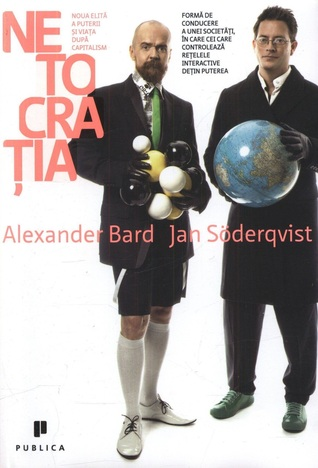 NE
TO
CRA
ȚIA
NOUA ELITĂ
A PUTERII
ȘI VIAȚA
DUPĂ
CAPITALISM
FORMĂ DE
CONDUCERE
A UNEI SOCIETĂȚI,
ÎN CARE CEI CARE
CONTROLEAZĂ
REȚELELE
INTERACTIVE
DEȚIN PUTEREA
Alexander Bard Jan Söderqvist
PUBLICA